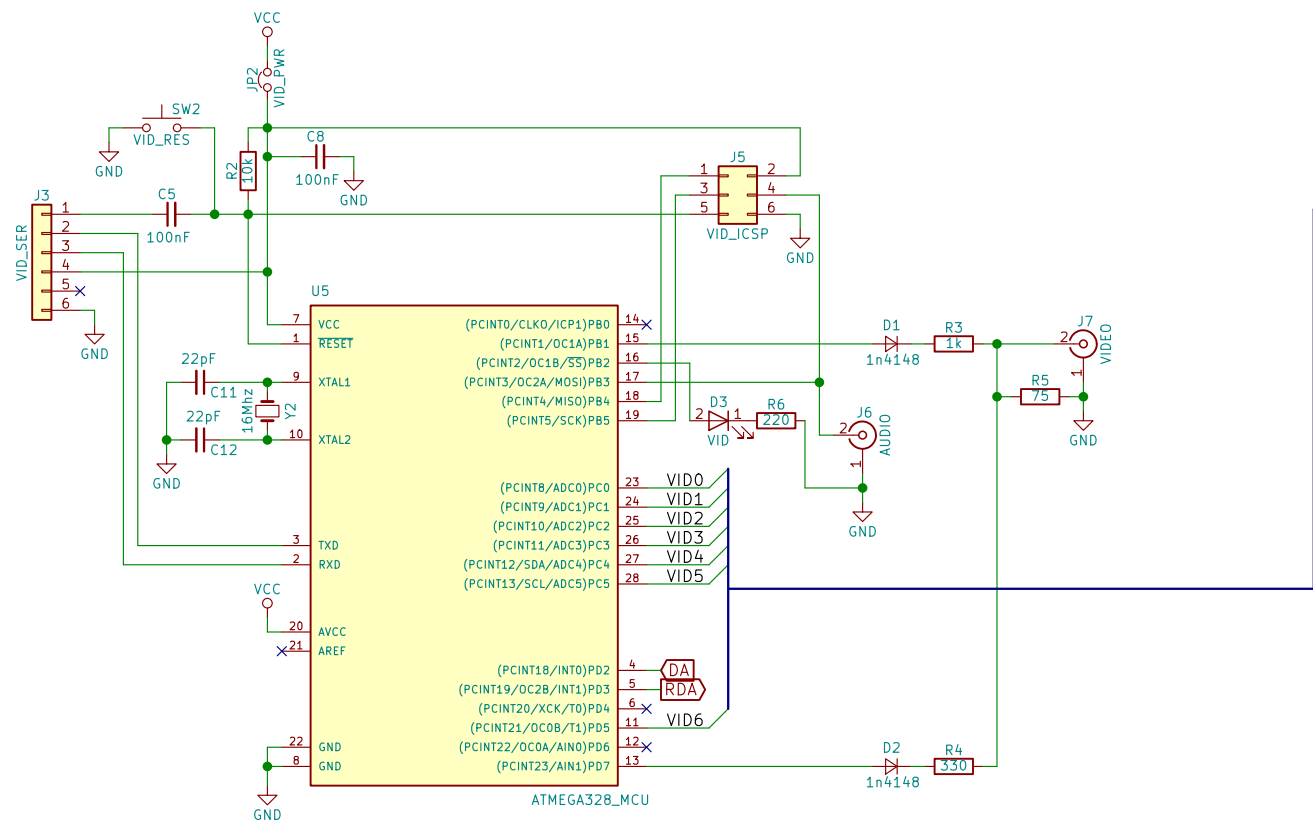 VCC
JP2
VID_PWR
SW2
VID_RES
GND
R2
10k
C8
100nF
GND
J3
VID_SER
1
2
3
4
5
6
GND
C5
100nF
J5
1 2
3 4
5 6
VID_ICSP
GND
U5
7 VCC
1 RESET
9 XTAL1
10 XTAL2
3 TXD
2 RXD
20 AVCC
21 AREF
22 GND
8 GND
(PCINT0/CLKO/ICP1)PB0 14
(PCINT1/OC1A)PB1 15
(PCINT2/OC1B/SS)PB2 16
(PCINT3/OC2A/MOSI)PB3 17
(PCINT4/MISO)PB4 18
(PCINT5/SCK)PB5 19
(PCINT8/ADC0)PC0 23 VID0
(PCINT9/ADC1)PC1 24 VID1
(PCINT10/ADC2)PC2 25 VID2
(PCINT11/ADC3)PC3 26 VID3
(PCINT12/SDA/ADC4)PC4 27 VID4
(PCINT13/SCL/ADC5)PC5 28 VID5
(PCINT18/INT0)PD2 4 DA
(PCINT19/OC2B/INT1)PD3 5 RDA
(PCINT20/XCK/T0)PD4 6
(PCINT21/OC0B/T1)PD5 11 VID6
(PCINT22/OC0A/AIN0)PD6 12
(PCINT23/AIN1)PD7 13
ATMEGA328_MCU
22pF
C11
22pF
C12
16Mhz
Y2
GND
VCC
GND
D1
1n4148
R3
1k
J7
2
1
VIDEO
R5
75
GND
D3
2 1
VID
R6
220
J6
2
1
AUDIO
GND
D2
1n4148
R4
330